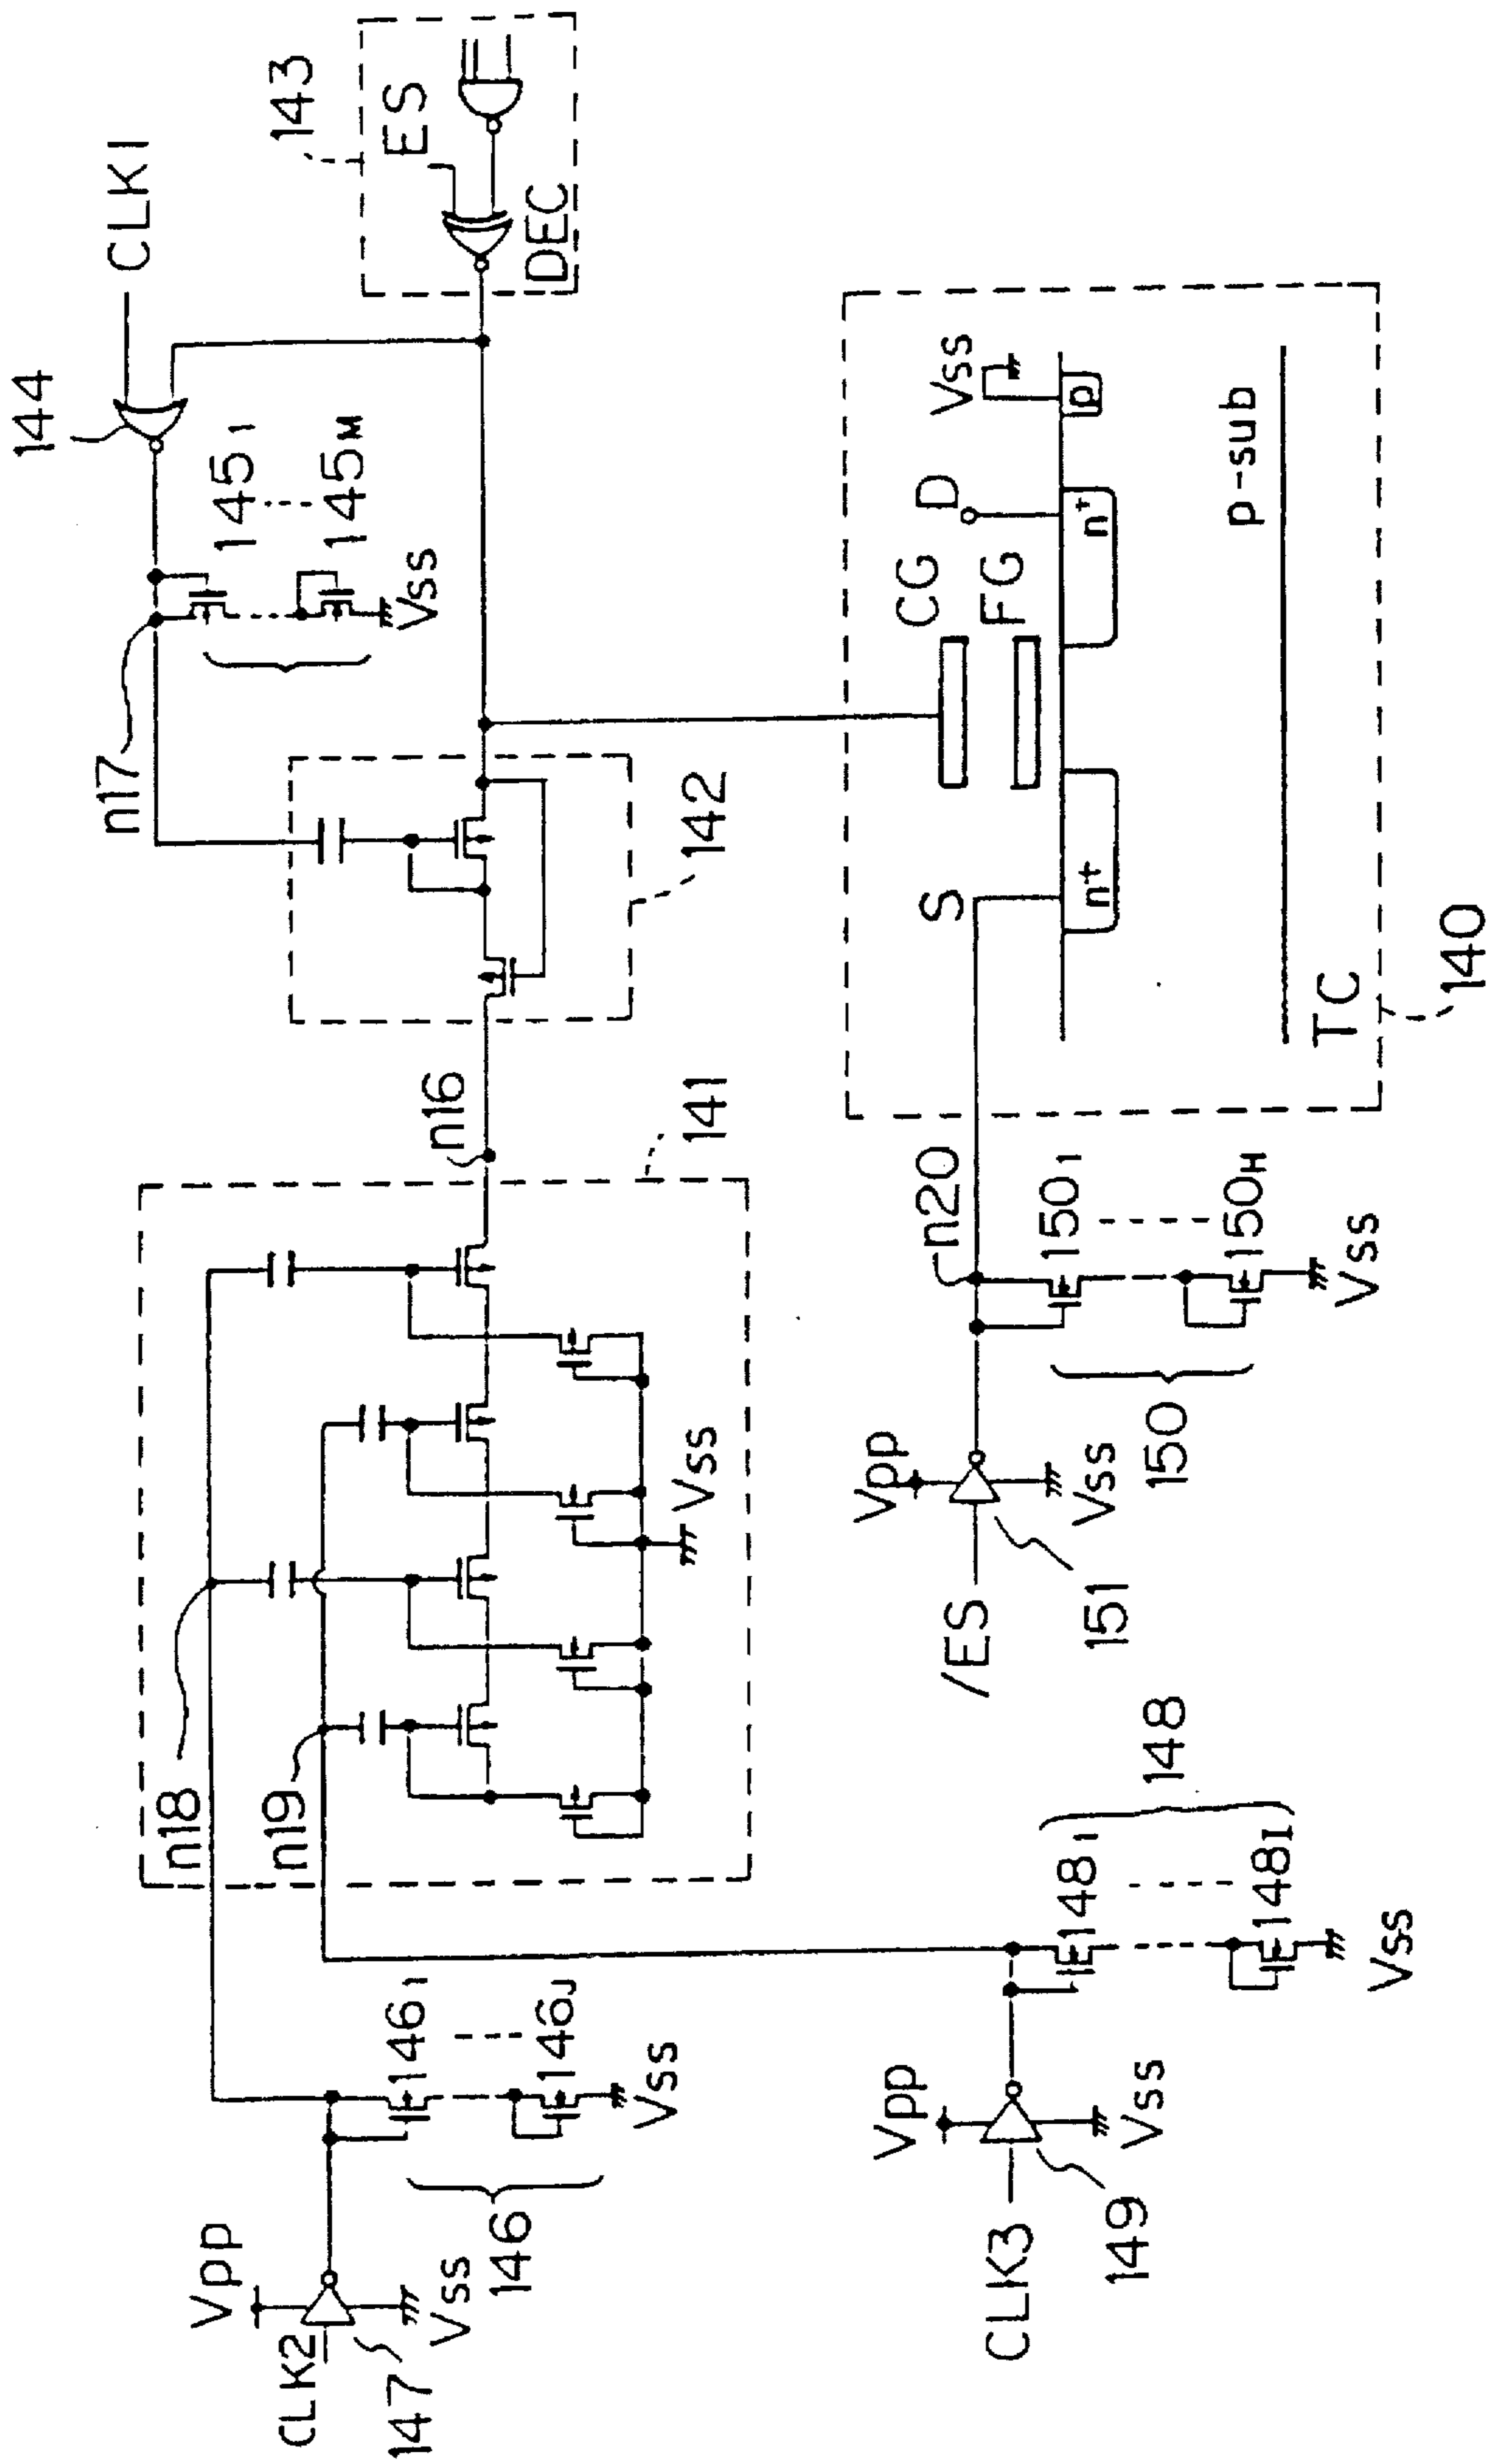 CLK2
147
Vpp
Vss
146
146₁
146J
Vss
n18
n19
Vss
141
n16
142
n17
144
CLK1
145₁
145M
Vss
143
ES
DEC
CLK3
149
Vpp
Vss
148
148₁
148I
Vss
/ES
151
Vpp
Vss
150
n20
150₁
150H
Vss
S
CG
FG
D
Vss
n+
n+
p
p-sub
TC
140